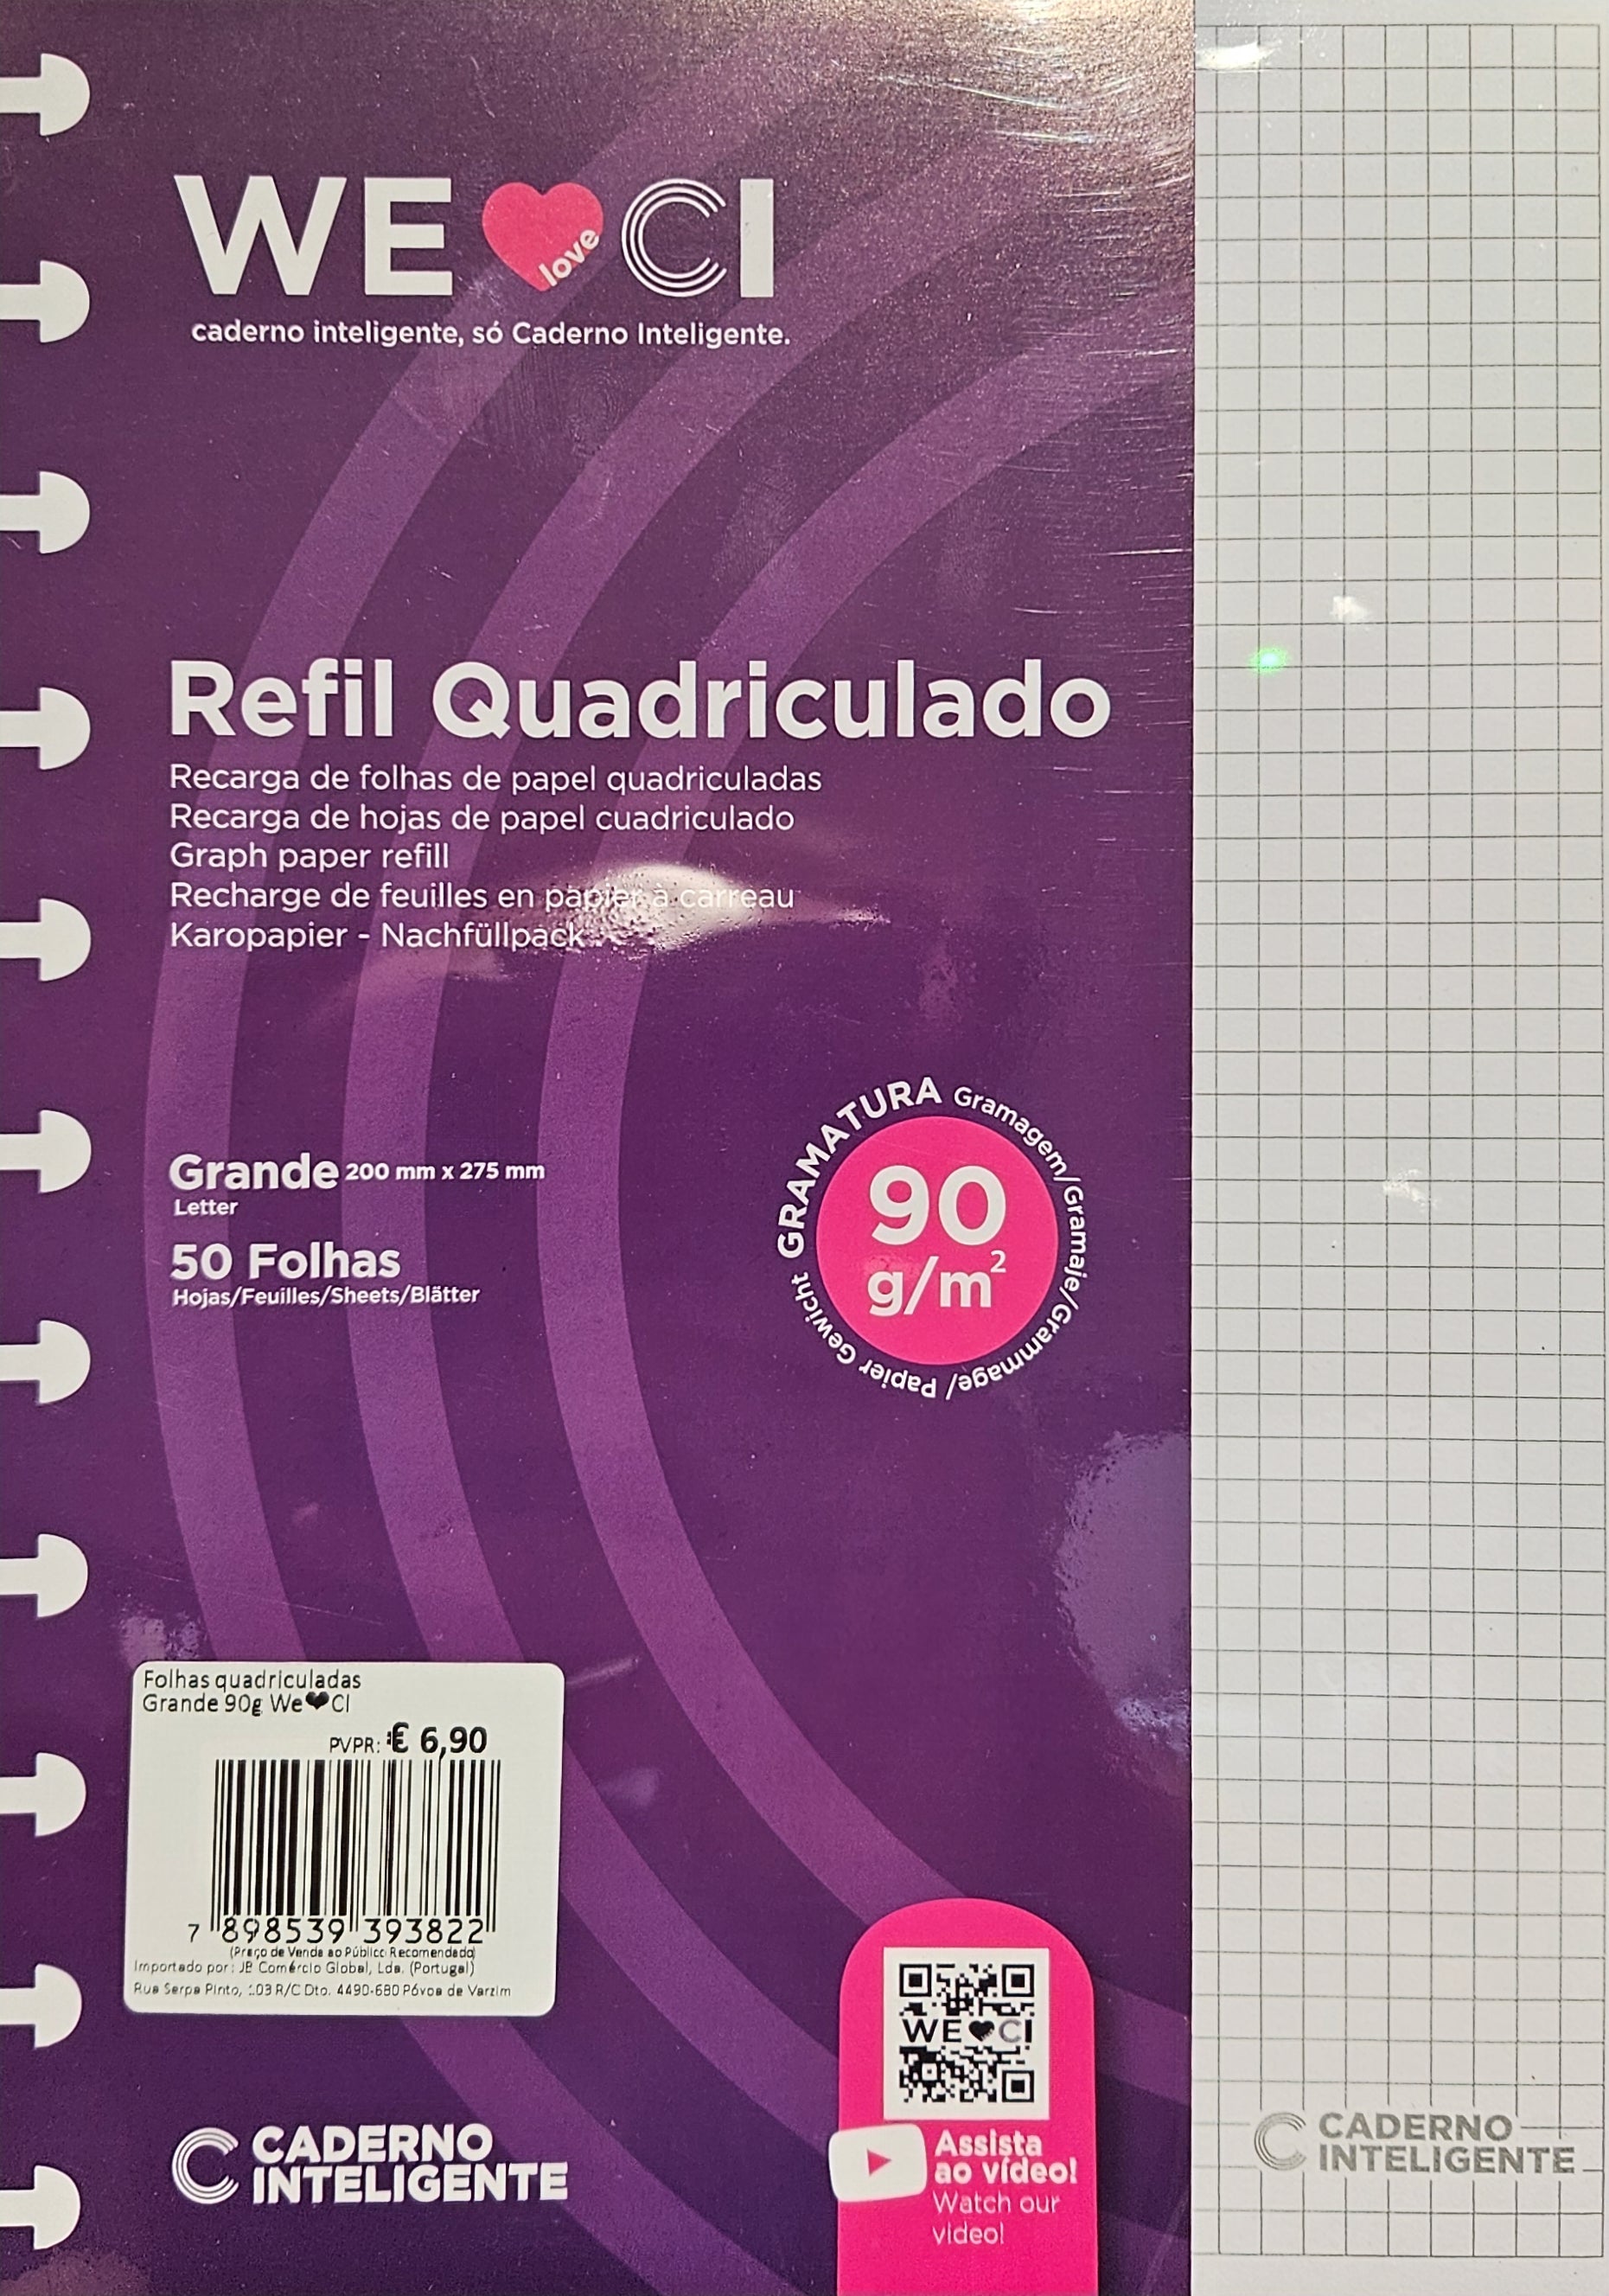 WE love CI
caderno inteligente, só Caderno Inteligente.
Refil Quadriculado
Recarga de folhas de papel quadriculadas
Recarga de hojas de papel cuadriculado
Graph paper refill
Recharge de feuilles en papier à carreau
Karopapier - Nachfüllpack
Grande 200 mm x 275 mm
Letter
50 Folhas
Hojas/Feuilles/Sheets/Blätter
GRAMATURA Gramagem/Gramaje/Grammage/ Papier Gewicht
90
g/m²
Folhas quadriculadas
Grande 90g We❤CI
PVPR: € 6,90
7 898539 393822
(Preço de Venda ao Público Recomendado)
Importado por: JB Comércio Global, Lda. (Portugal)
Rua Serpa Pinto, 103 R/C Dto. 4490-680 Póvoa de Varzim
CADERNO
INTELIGENTE
WE❤CI
Assista
ao vídeo!
Watch our
video!
CADERNO
INTELIGENTE